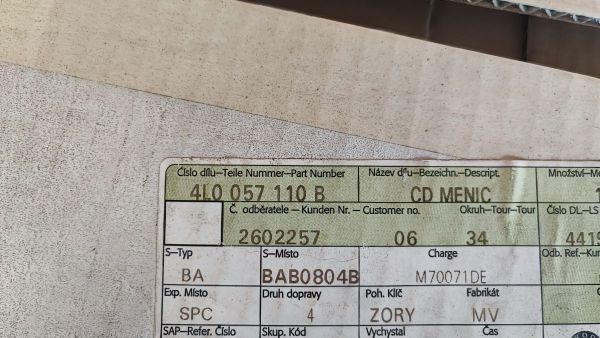 Číslo dílu–Teile Nummer–Part Number Název dílu–Bezeichn.–Descript. Množství–Me
4L0 057 110 B CD MENIC 1
Č. odběratele–Kunden Nr.–Customer no. Okruh–Tour–Tour Číslo DL–LS
2602257 06 34 4415
S–Typ S–Místo Charge Odb. Ref.–Kun
BA BAB0804B M70071DE
Exp. Místo Druh dopravy Poh. Klíč Fabrikát
SPC 4 ZORY MV
SAP–Refer. Číslo Skup. Kód Vychystal Čas